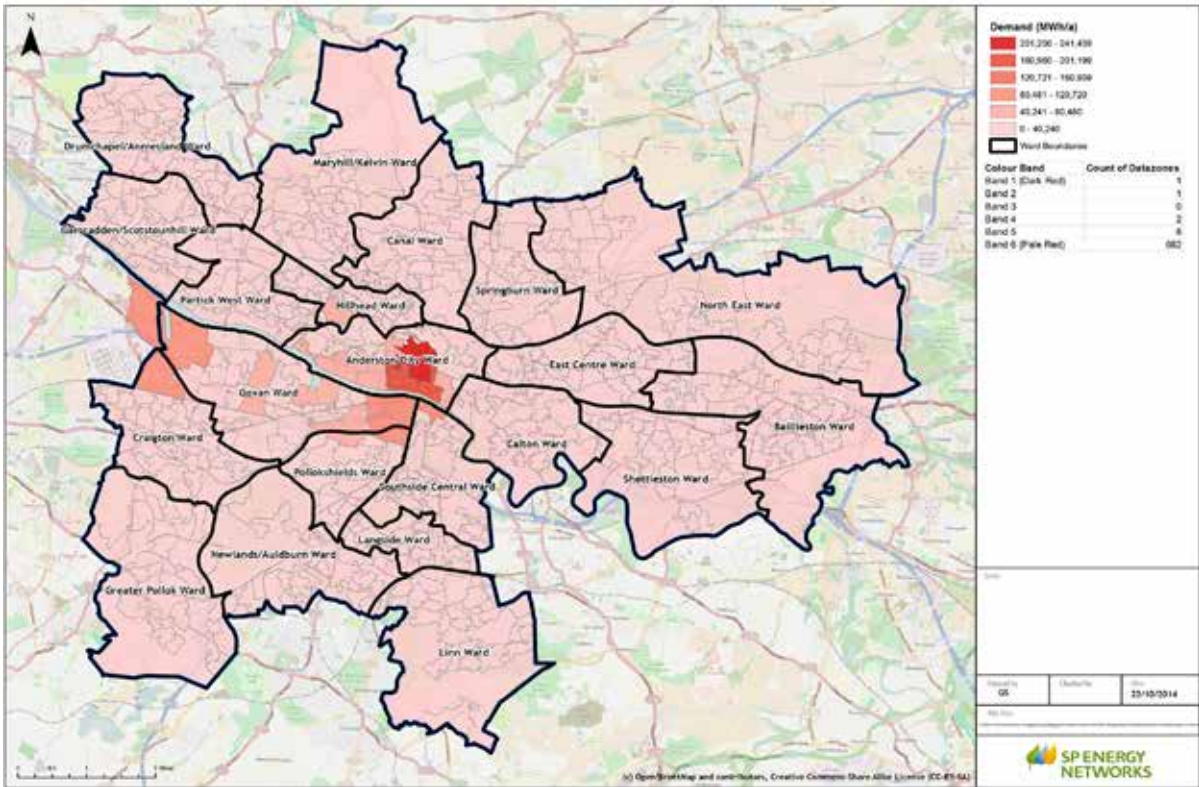 N
Demand (MWh/a)
201,200 - 241,439
160,960 - 201,199
120,721 - 160,959
80,481 - 120,720
40,241 - 80,480
0 - 40,240
Ward Boundaries
Colour Band Count of Datazones
Band 1 (Dark Red) 1
Band 2 1
Band 3 0
Band 4 2
Band 5 8
Band 6 (Pale Red) 682
Drumchapel/Anniesland Ward
Maryhill/Kelvin Ward
Garscadden/Scotstounhill Ward
Canal Ward
Springburn Ward
Partick West Ward
Hillhead Ward
North East Ward
Anderston/City Ward
East Centre Ward
Govan Ward
Craigton Ward
Calton Ward
Baillieston Ward
Pollokshields Ward
Shettleston Ward
Southside Central Ward
Langside Ward
Newlands/Auldburn Ward
Greater Pollok Ward
Linn Ward
GS
23/10/2014
(c) OpenStreetMap and contributors, Creative Commons-Share Alike License (CC-BY-SA)
SP ENERGY
NETWORKS